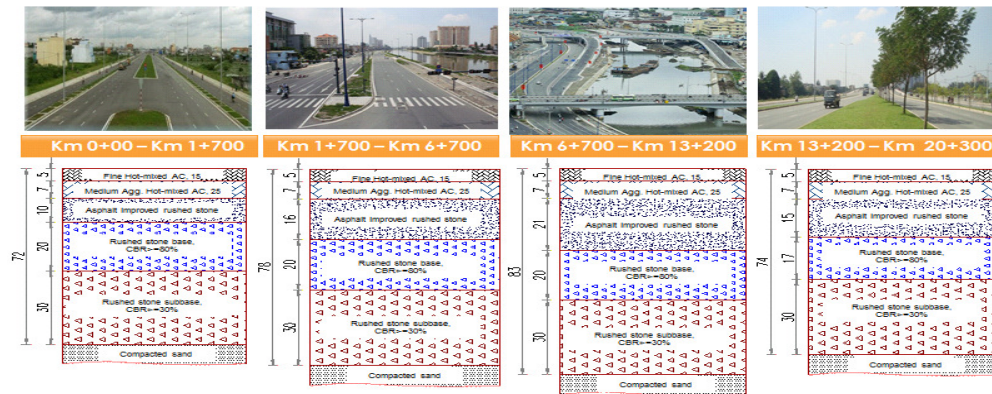 Km 0+00 – Km 1+700
Km 1+700 – Km 6+700
Km 6+700 – Km 13+200
Km 13+200 – Km 20+300
72
5
7
10
20
30
Fine Hot-mixed AC, 15
Medium Agg. Hot-mixed AC, 25
Asphalt Improved rushed stone
Rushed stone base,
CBR>=80%
Rushed stone subbase,
CBR>=30%
Compacted sand
78
5
7
16
20
30
Fine Hot-mixed AC, 15
Medium Agg. Hot-mixed AC, 25
Asphalt Improved rushed stone
Rushed stone base,
CBR>=80%
Rushed stone subbase,
CBR>=30%
Compacted sand
83
5
7
21
20
30
Fine Hot-mixed AC, 15
Medium Agg. Hot-mixed AC, 25
Asphalt Improved rushed stone
Rushed stone base,
CBR>=80%
Rushed stone subbase,
CBR>=30%
Compacted sand
74
5
7
15
17
30
Fine Hot-mixed AC, 15
Medium Agg. Hot-mixed AC, 25
Asphalt Improved rushed stone
Rushed stone base,
CBR>=80%
Rushed stone subbase,
CBR>=30%
Compacted sand